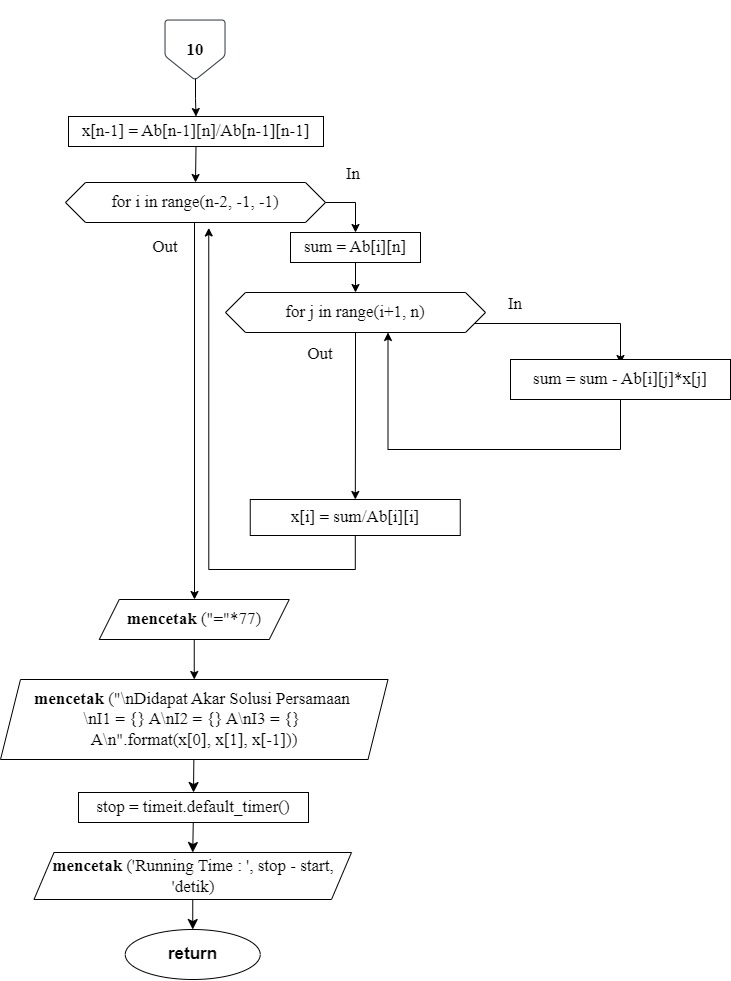 10
x[n-1] = Ab[n-1][n]/Ab[n-1][n-1]
In
for i in range(n-2, -1, -1)
Out
sum = Ab[i][n]
In
for j in range(i+1, n)
Out
sum = sum - Ab[i][j]*x[j]
x[i] = sum/Ab[i][i]
mencetak ("="*77)
mencetak ("\nDidapat Akar Solusi Persamaan
\nI1 = {} A\nI2 = {} A\nI3 = {}
A\n".format(x[0], x[1], x[-1]))
stop = timeit.default_timer()
mencetak ('Running Time : ', stop - start,
'detik)
return